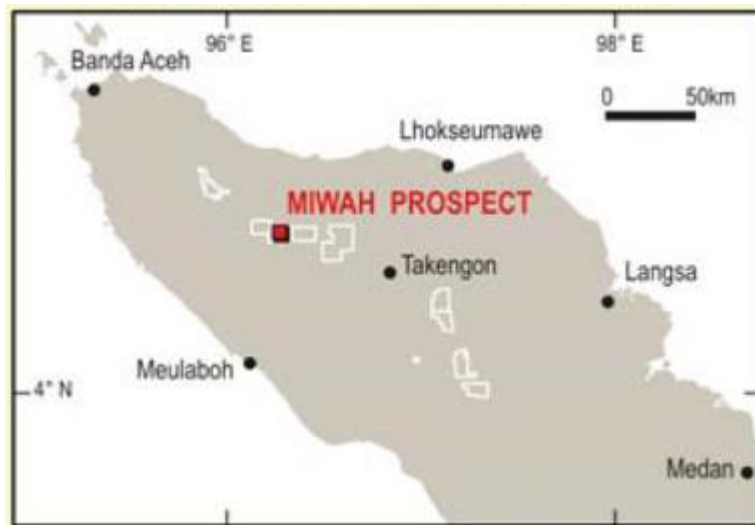 96° E
98° E
Banda Aceh
0 50km
Lhokseumawe
MIWAH PROSPECT
Takengon
Langsa
Meulaboh
4° N
Medan